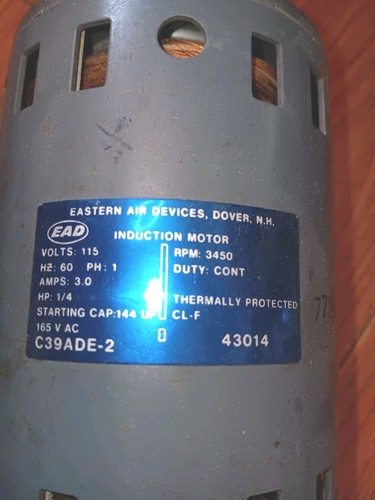 EASTERN AIR DEVICES, DOVER, N.H.
EAD
INDUCTION MOTOR
VOLTS: 115
RPM: 3450
HZ: 60 PH: 1
DUTY: CONT
AMPS: 3.0
HP: 1/4
THERMALLY PROTECTED
STARTING CAP:144 UF
CL-F
165 V AC
C39ADE-2
43014